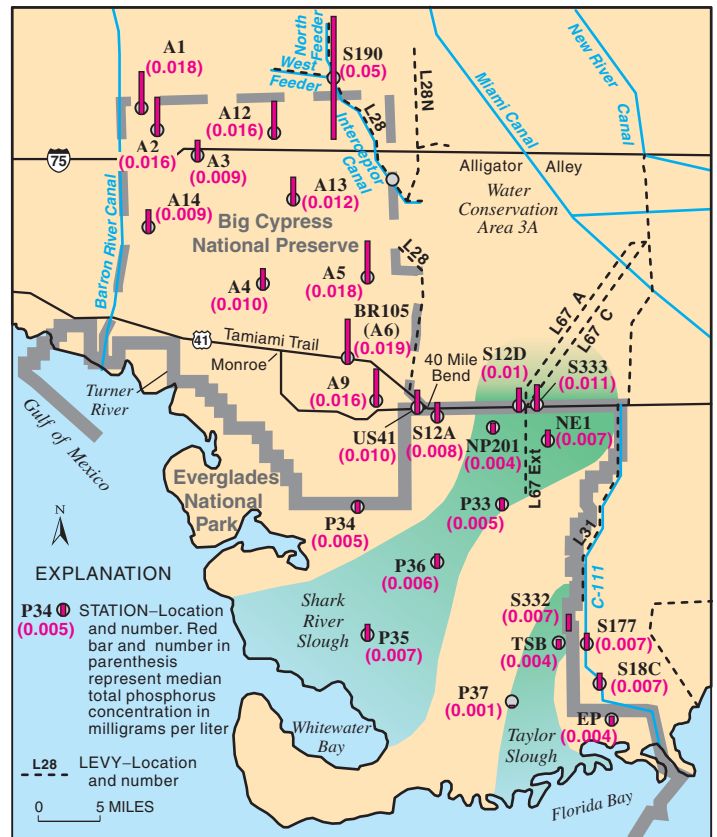 North
Feeder
West
Feeder
S190
(0.05)
A1
(0.018)
A2
(0.016)
A12
(0.016)
A3
(0.009)
L28
Interceptor
Canal
L28N
Miami Canal
New River
Canal
75
Alligator Alley
Water
Conservation
Area 3A
A13
(0.012)
A14
(0.009)
Big Cypress
National Preserve
Barron River Canal
A4
(0.010)
A5
(0.018)
L28
L67 A
L67 C
BR105
(A6)
(0.019)
41
Tamiami Trail
Monroe
40 Mile
Bend
S12D
(0.01)
S333
(0.011)
Turner
River
Gulf of Mexico
A9
(0.016)
US41
(0.010)
S12A
(0.008)
NP201
(0.004)
NE1
(0.007)
L67 Ext
Everglades
National
Park
P34
(0.005)
P33
(0.005)
L31
C-111
N
P36
(0.006)
EXPLANATION
P34
(0.005)
STATION–Location
and number. Red
bar and number in
parenthesis
represent median
total phosphorus
concentration in
milligrams per liter
L28
LEVY–Location
and number
0 5 MILES
Shark
River
Slough
P35
(0.007)
S332
(0.007)
TSB
(0.004)
S177
(0.007)
S18C
(0.007)
P37
(0.001)
EP
(0.004)
Whitewater
Bay
Taylor
Slough
Florida Bay